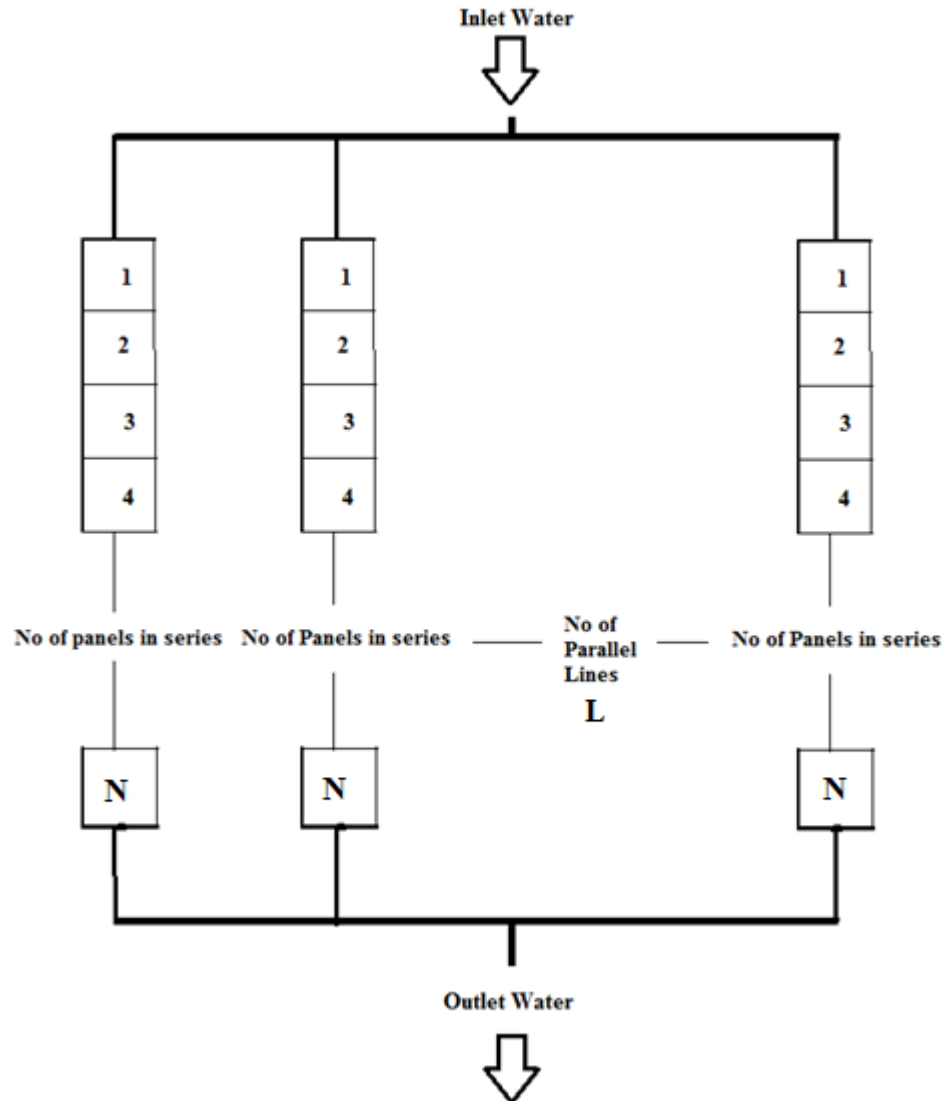 Inlet Water
1
1
1
2
2
2
3
3
3
4
4
4
No of panels in series
No of Panels in series
No of
Parallel
Lines
L
No of Panels in series
N
N
N
Outlet Water